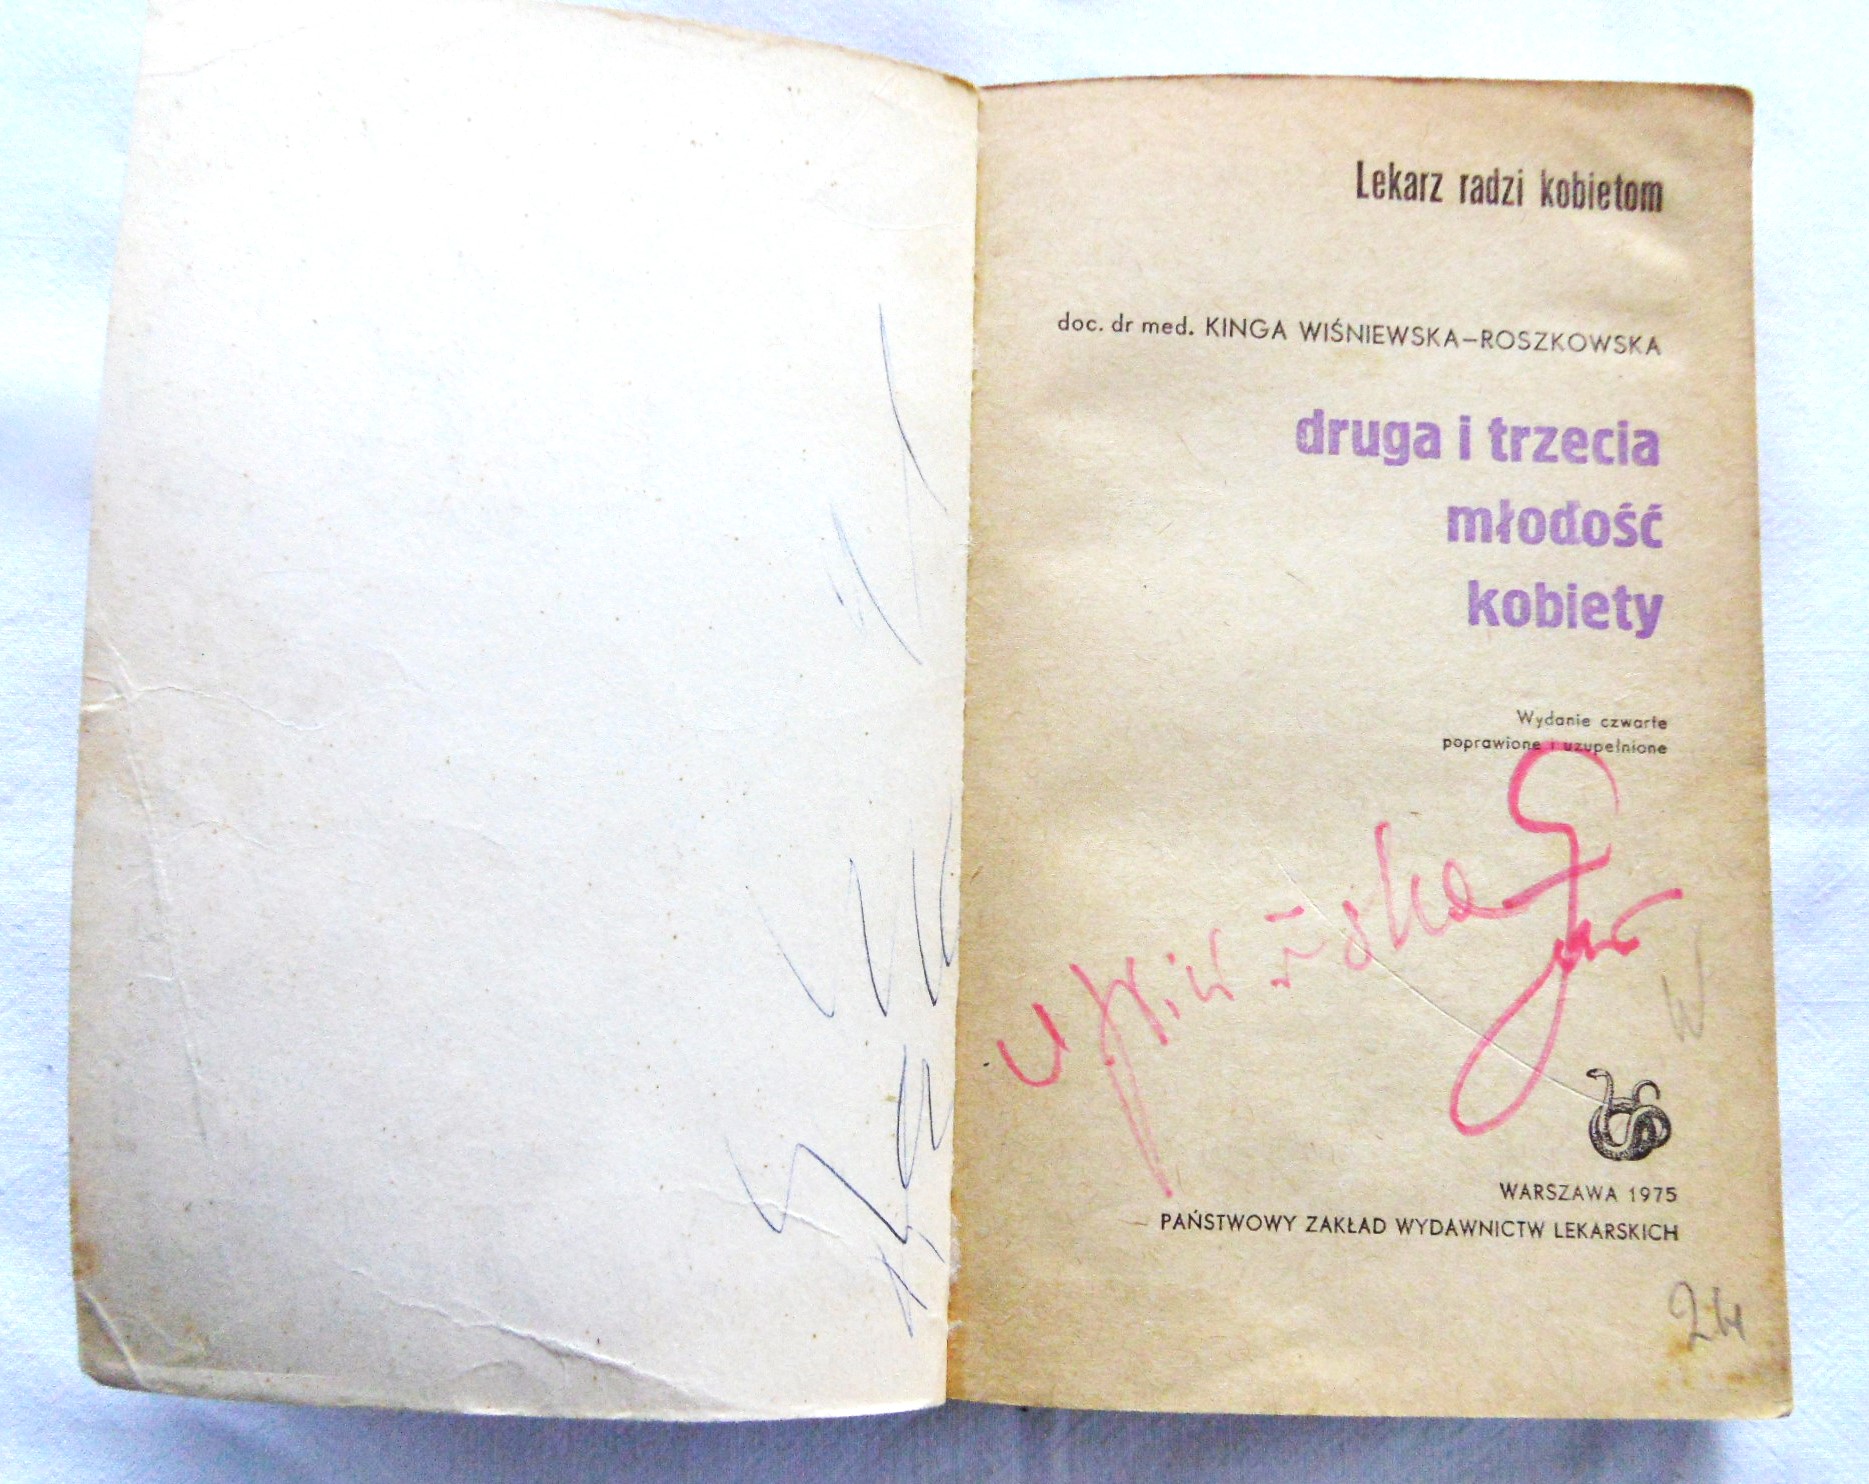 Lekarz radzi kobietom
doc. dr med. KINGA WIŚNIEWSKA-ROSZKOWSKA
druga i trzecia
młodość
kobiety
Wydanie czwarte
poprawione i uzupełnione
W
WARSZAWA 1975
PAŃSTWOWY ZAKŁAD WYDAWNICTW LEKARSKICH